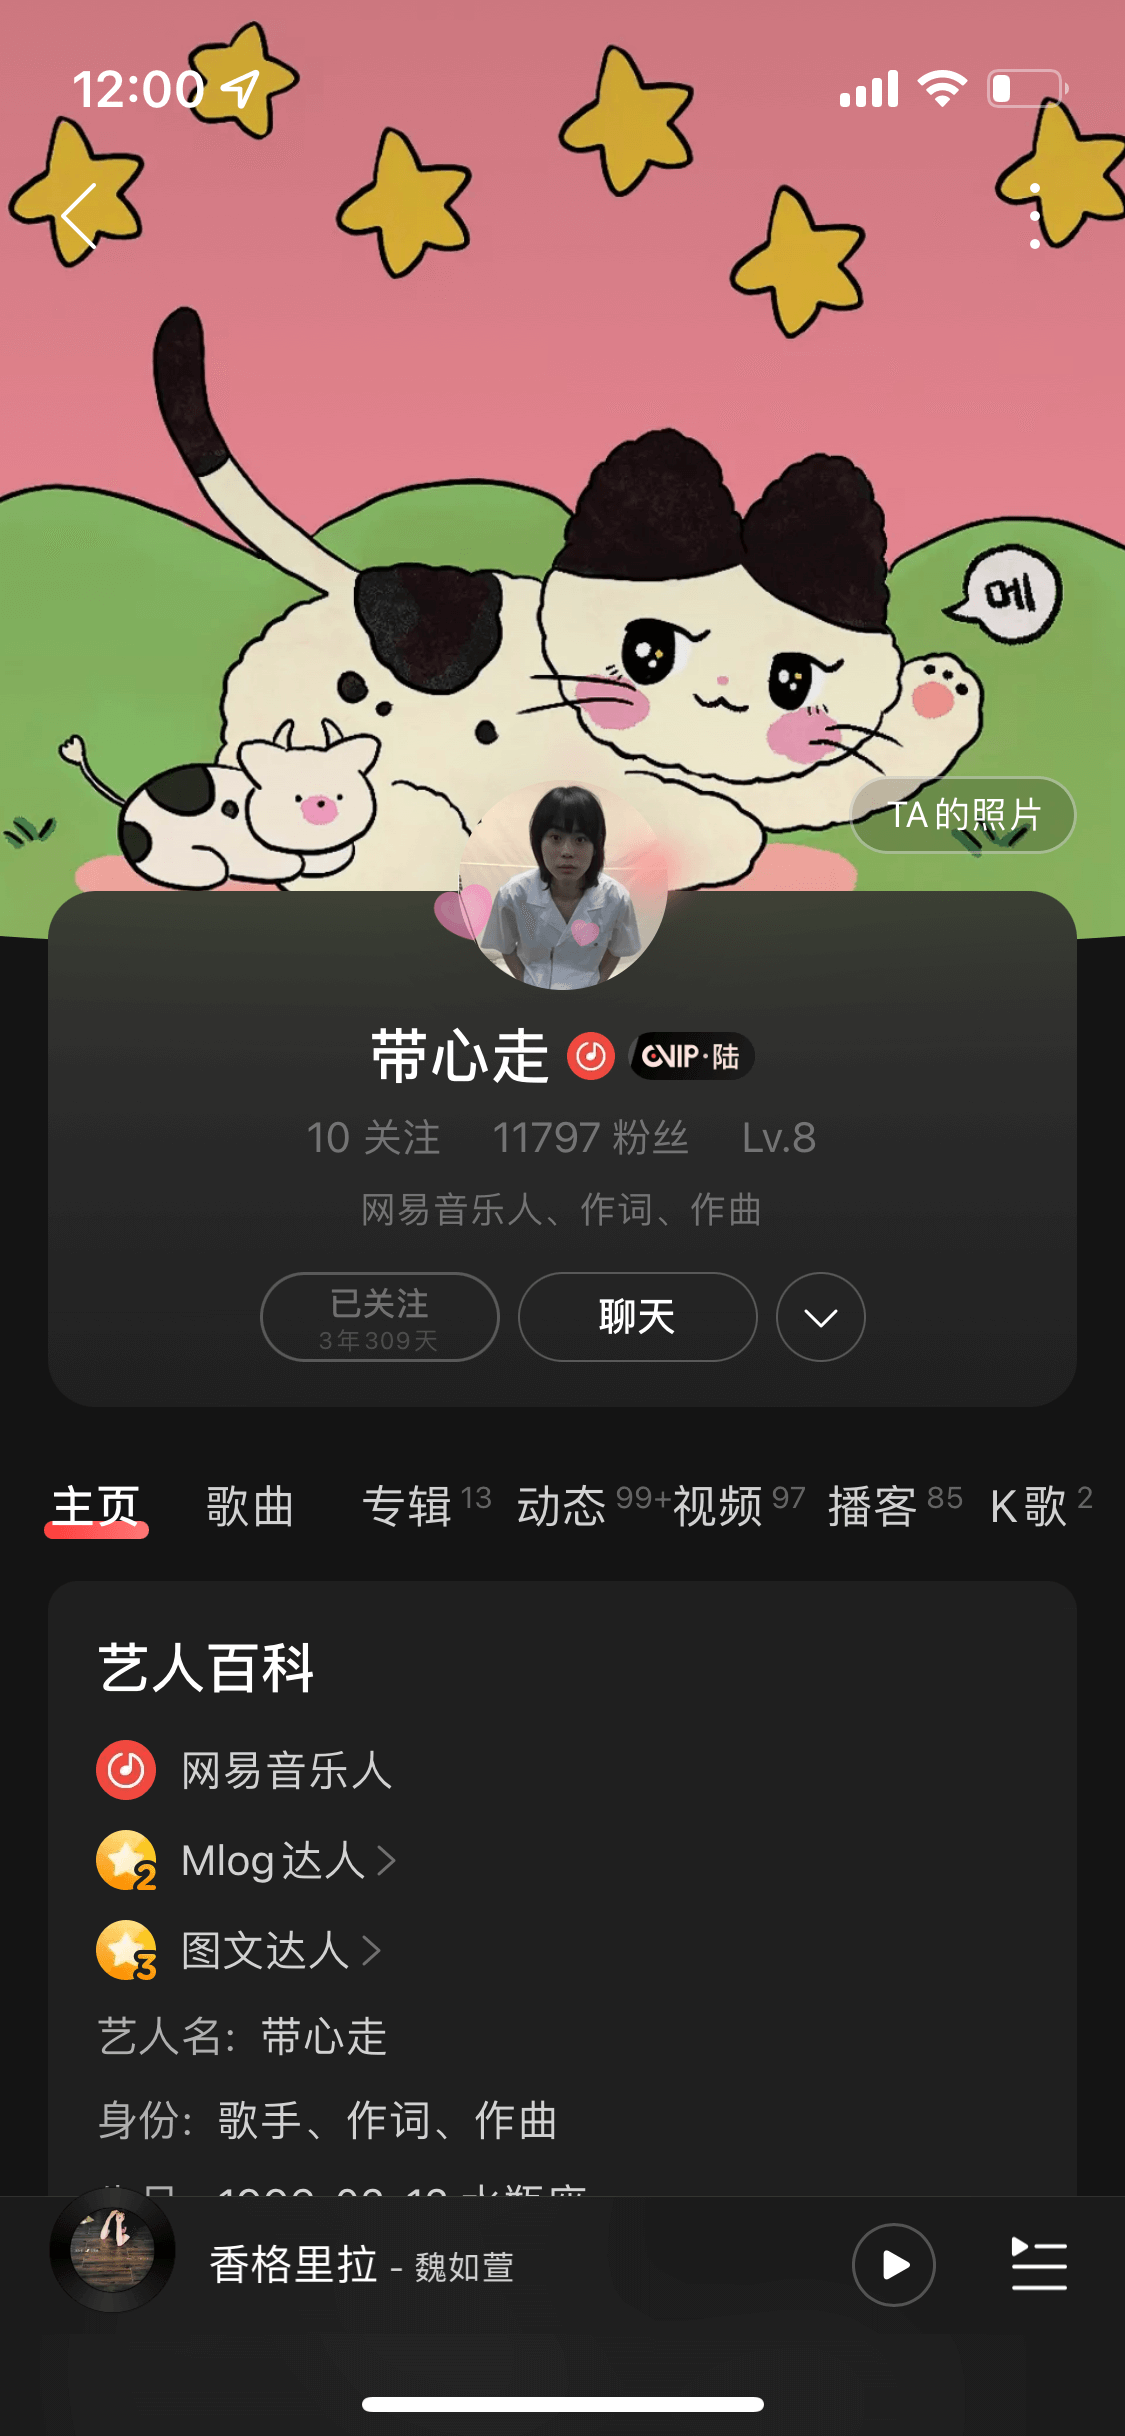 12:00
메
TA的照片
带心走 VIP·陆
10 关注 11797 粉丝 Lv.8
网易音乐人、作词、作曲
已关注
3年309天
聊天
主页 歌曲 专辑 13 动态 99+ 视频 97 播客 85 K歌 2
艺人百科
网易音乐人
2 Mlog达人
3 图文达人
艺人名: 带心走
身份: 歌手、作词、作曲
香格里拉 - 魏如萱